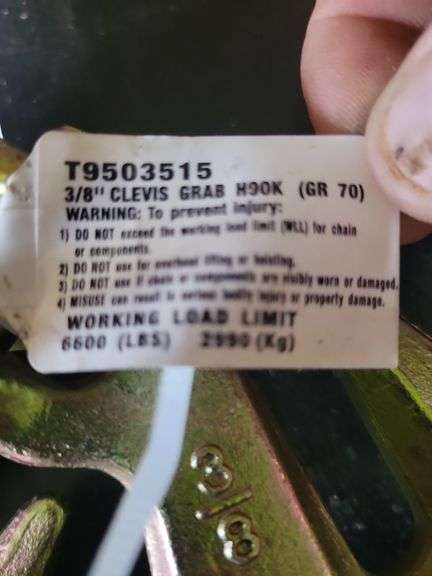 T9503515
3/8" CLEVIS GRAB H90K (GR 70)
WARNING: To prevent injury:
1) DO NOT exceed the working load limit (WLL) for chain
or components.
2) DO NOT use for overhead lifting or hoisting.
3) DO NOT use if chain or components are visibly worn or damaged.
4) MISUSE can result in serious bodily injury or property damage.
WORKING LOAD LIMIT
6600 (LBS) 2990 (Kg)
3/8